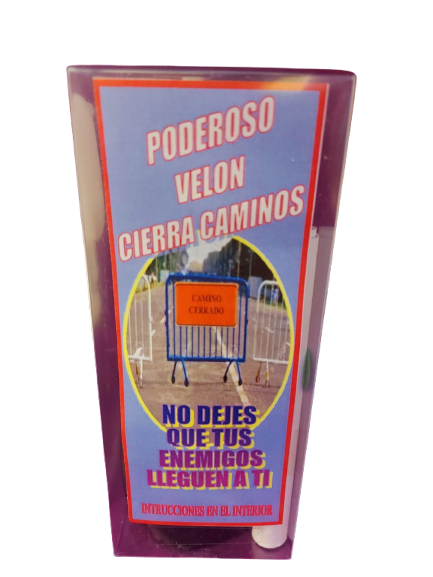 PODEROSO
VELON
CIERRA CAMINOS
CAMINO
CERRADO
NO DEJES
QUE TUS
ENEMIGOS
LLEGUEN A TI
INTRUCCIONES EN EL INTERIOR